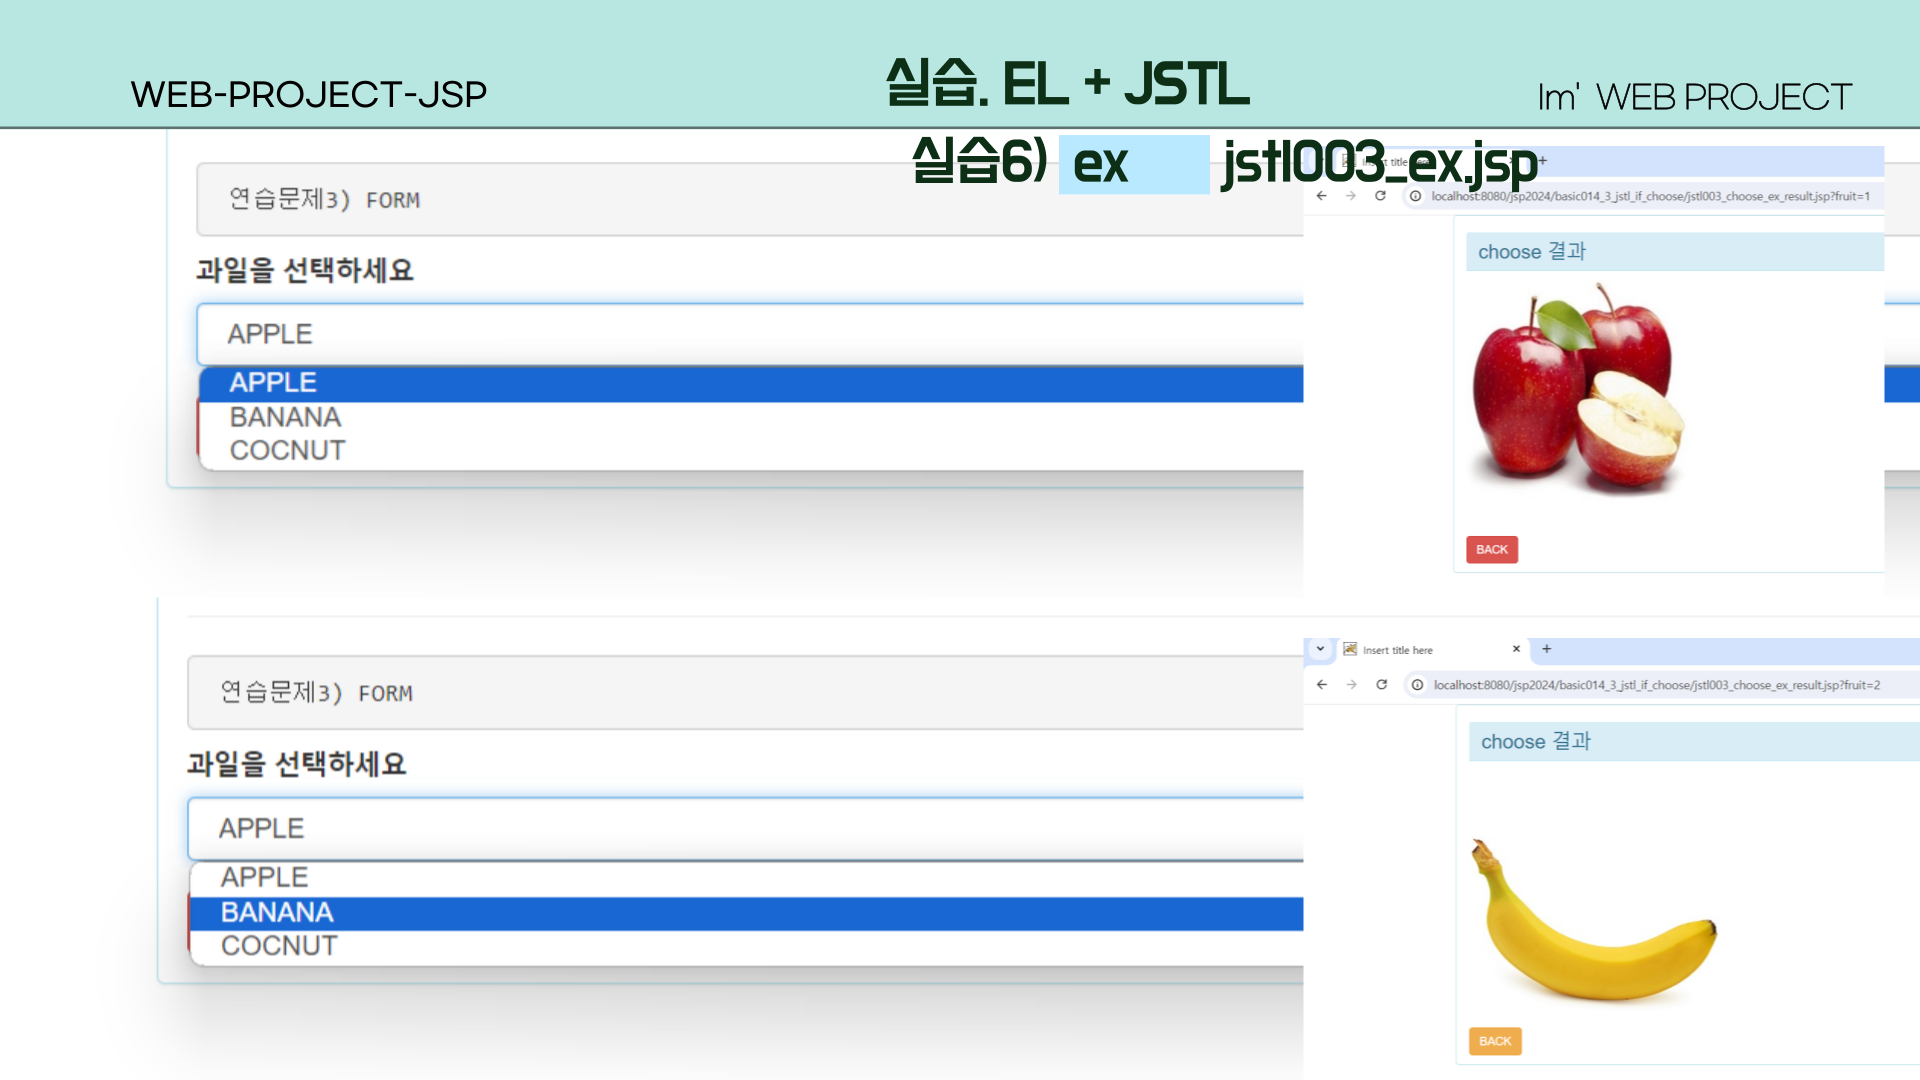 WEB-PROJECT-JSP
실습. EL + JSTL
Im' WEB PROJECT
실습6) ex jstl003_ex.jsp
연습문제3) FORM
과일을 선택하세요
APPLE
APPLE
BANANA
COCNUT
localhost:8080/jsp2024/basic014_3_jstl_if_choose/jstl003_choose_ex_result.jsp?fruit=1
choose 결과
BACK
연습문제3) FORM
과일을 선택하세요
APPLE
APPLE
BANANA
COCNUT
Insert title here
localhost:8080/jsp2024/basic014_3_jstl_if_choose/jstl003_choose_ex_result.jsp?fruit=2
choose 결과
BACK